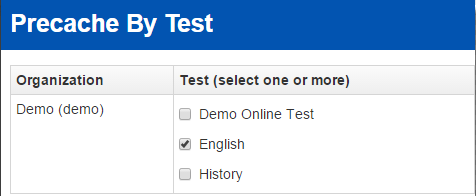 Precache By Test
Organization Test (select one or more)
Demo (demo) Demo Online Test
English
History